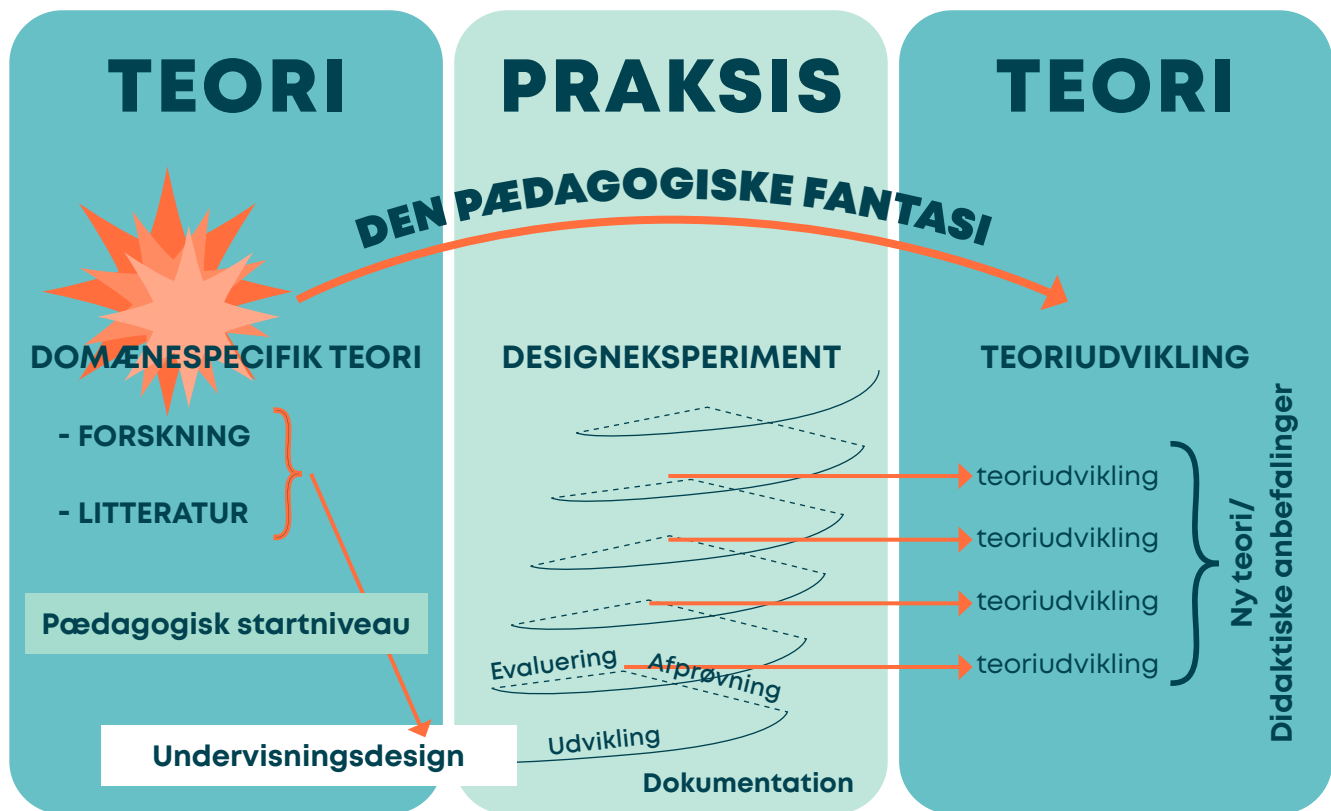 TEORI
PRAKSIS
TEORI
DEN PÆDAGOGISKE FANTASI
DOMÆNESPECIFIK TEORI
- FORSKNING
- LITTERATUR
Pædagogisk startniveau
Undervisningsdesign
DESIGNEKSPERIMENT
Evaluering
Afprøvning
Udvikling
Dokumentation
TEORIUDVIKLING
teoriudvikling
teoriudvikling
teoriudvikling
teoriudvikling
Ny teori/
Didaktiske anbefalinger